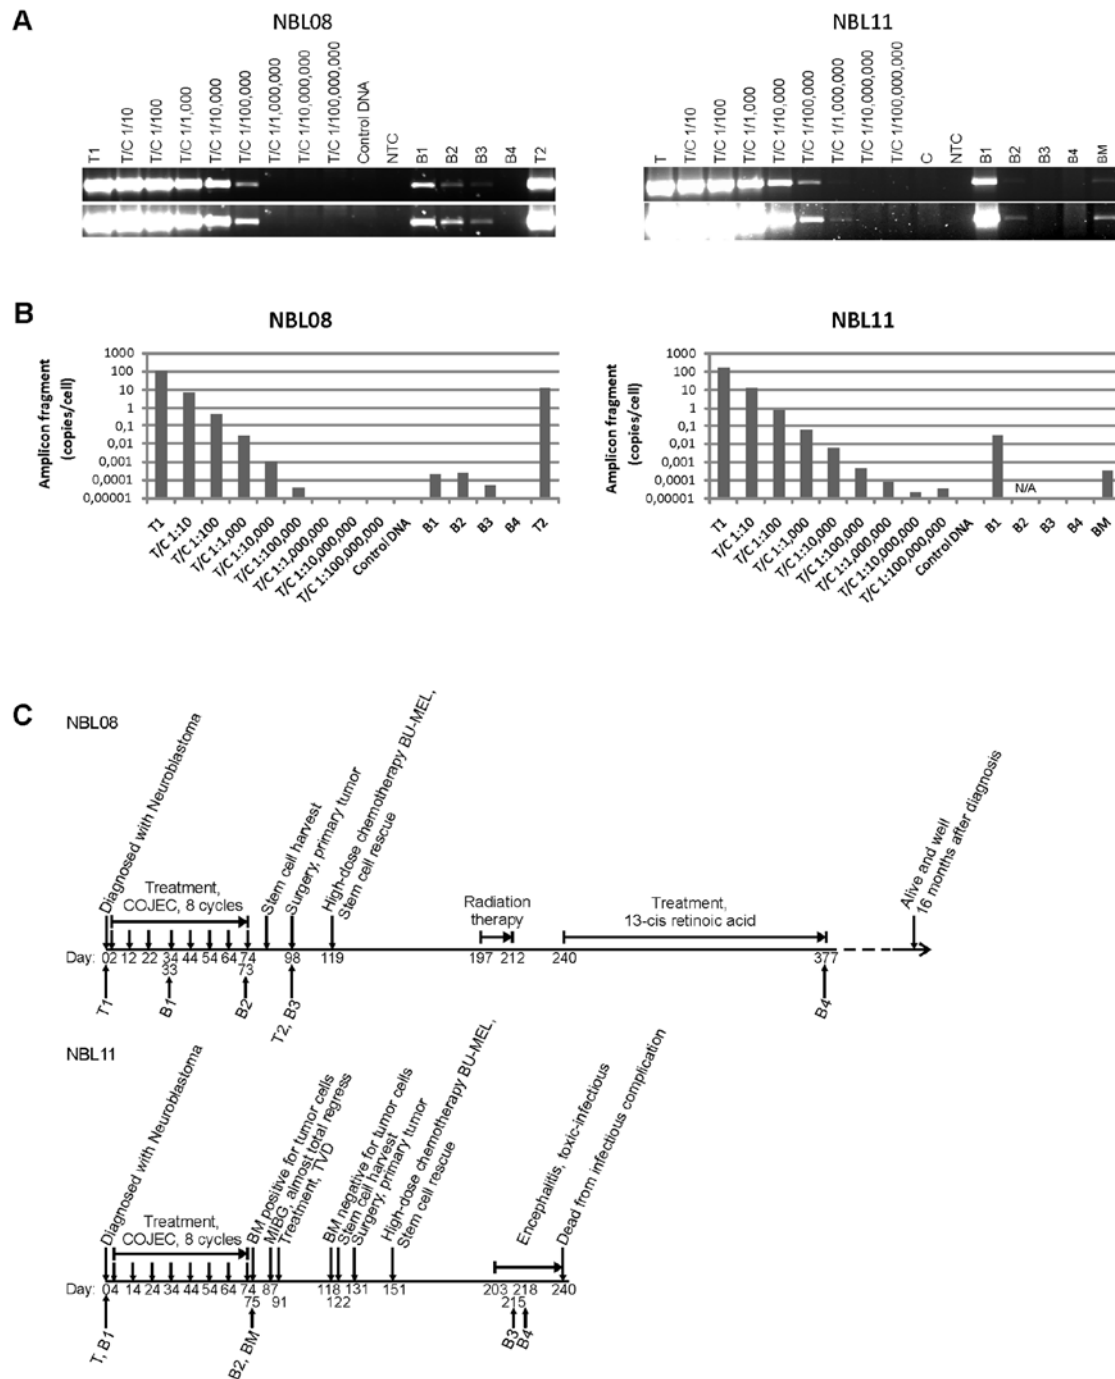 A
NBL08
NBL11
T1
T/C 1/10
T/C 1/100
T/C 1/1,000
T/C 1/10,000
T/C 1/100,000
T/C 1/1,000,000
T/C 1/10,000,000
T/C 1/100,000,000
Control DNA
NTC
B1
B2
B3
B4
T2
T
T/C 1/10
T/C 1/100
T/C 1/1,000
T/C 1/10,000
T/C 1/100,000
T/C 1/1,000,000
T/C 1/10,000,000
T/C 1/100,000,000
C
NTC
B1
B2
B3
B4
BM
B
NBL08
Amplicon fragment
(copies/cell)
1000
100
10
1
0,1
0,01
0,001
0,0001
0,00001
T1
T/C 1:10
T/C 1:100
T/C 1:1,000
T/C 1:10,000
T/C 1:100,000
T/C 1:1,000,000
T/C 1:10,000,000
T/C 1:100,000,000
Control DNA
B1
B2
B3
B4
T2
NBL11
Amplicon fragment
(copies/cell)
1000
100
10
1
0,1
0,01
0,001
0,0001
0,00001
N/A
T1
T/C 1:10
T/C 1:100
T/C 1:1,000
T/C 1:10,000
T/C 1:100,000
T/C 1:1,000,000
T/C 1:10,000,000
T/C 1:100,000,000
Control DNA
B1
B2
B3
B4
BM
C
NBL08
Diagnosed with Neuroblastoma
Treatment,
COJEC, 8 cycles
Stem cell harvest
Surgery, primary tumor
High-dose chemotherapy BU-MEL,
Stem cell rescue
Radiation
therapy
Treatment,
13-cis retinoic acid
Alive and well
16 months after diagnosis
Day: 0 2 12 22 34 44 54 64 74 98 119 197 212 240 377
33 73
T1
B1
B2
T2, B3
B4
NBL11
Diagnosed with Neuroblastoma
Treatment,
COJEC, 8 cycles
BM positive for tumor cells
MIBG, almost total regress
Treatment, TVD
BM negative for tumor cells
Stem cell harvest
Surgery, primary tumor
High-dose chemotherapy BU-MEL,
Stem cell rescue
Encephalitis, toxic-infectious
Dead from infectious complication
Day: 0 4 14 24 34 44 54 64 74 87 118 131 151 203 218 240
75 91 122 215
T, B1
B2, BM
B3
B4